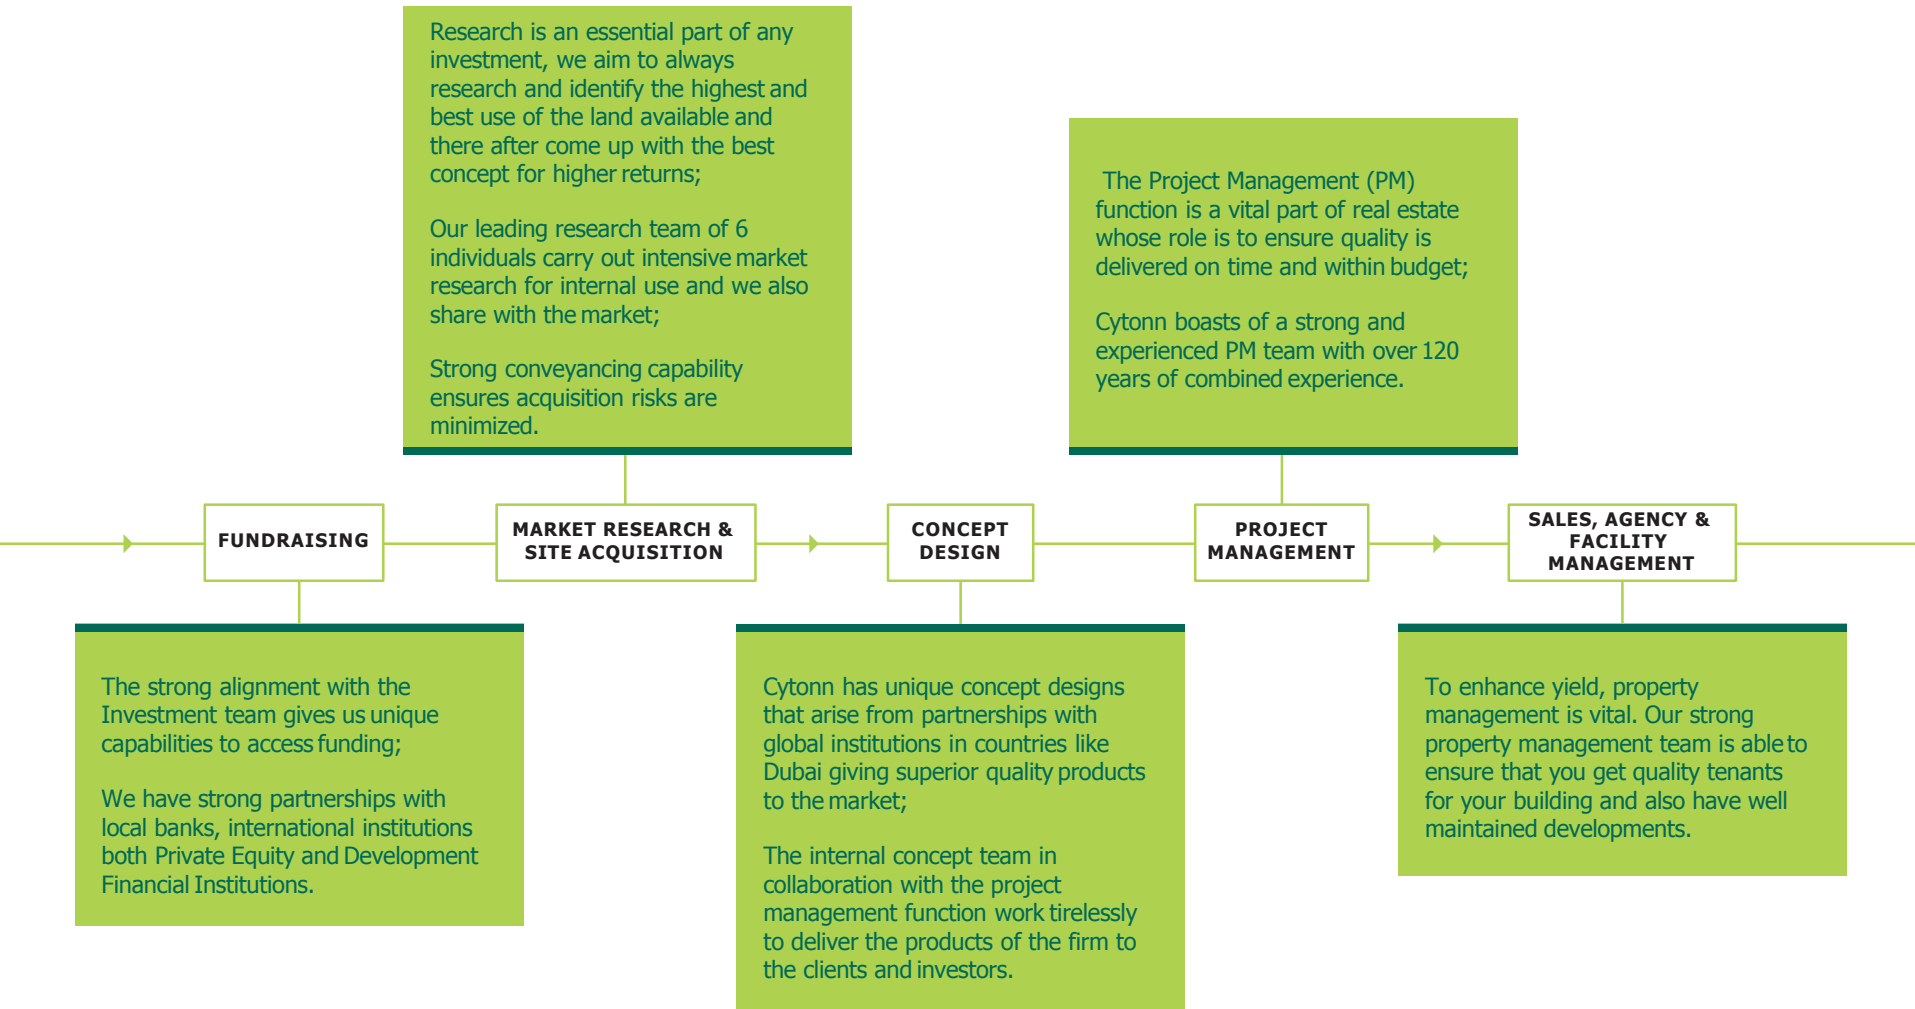 Research is an essential part of any
investment, we aim to always
research and identify the highest and
best use of the land available and
there after come up with the best
concept for higher returns;
Our leading research team of 6
individuals carry out intensive market
research for internal use and we also
share with the market;
Strong conveyancing capability
ensures acquisition risks are
minimized.
The Project Management (PM)
function is a vital part of real estate
whose role is to ensure quality is
delivered on time and within budget;
Cytonn boasts of a strong and
experienced PM team with over 120
years of combined experience.
FUNDRAISING
MARKET RESEARCH &
SITE ACQUISITION
CONCEPT
DESIGN
PROJECT
MANAGEMENT
SALES, AGENCY &
FACILITY
MANAGEMENT
The strong alignment with the
Investment team gives us unique
capabilities to access funding;
We have strong partnerships with
local banks, international institutions
both Private Equity and Development
Financial Institutions.
Cytonn has unique concept designs
that arise from partnerships with
global institutions in countries like
Dubai giving superior quality products
to the market;
The internal concept team in
collaboration with the project
management function work tirelessly
to deliver the products of the firm to
the clients and investors.
To enhance yield, property
management is vital. Our strong
property management team is able to
ensure that you get quality tenants
for your building and also have well
maintained developments.